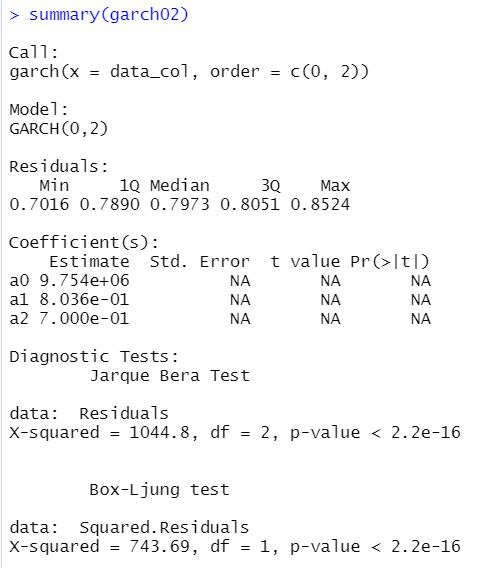 > summary(garch02)
Call:
garch(x = data_col, order = c(0, 2))
Model:
GARCH(0,2)
Residuals:
Min 1Q Median 3Q Max
0.7016 0.7890 0.7973 0.8051 0.8524
Coefficient(s):
Estimate Std. Error t value Pr(>|t|)
a0 9.754e+06 NA NA NA
a1 8.036e-01 NA NA NA
a2 7.000e-01 NA NA NA
Diagnostic Tests:
Jarque Bera Test
data: Residuals
X-squared = 1044.8, df = 2, p-value < 2.2e-16
Box-Ljung test
data: Squared.Residuals
X-squared = 743.69, df = 1, p-value < 2.2e-16